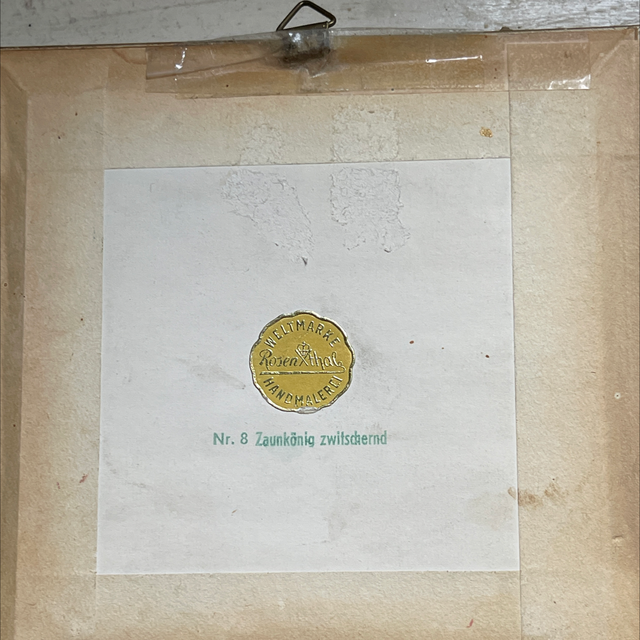 WELTMARKE
Rosenthal
HANDMALEREI
Nr. 8 Zaunkönig zwitschernd